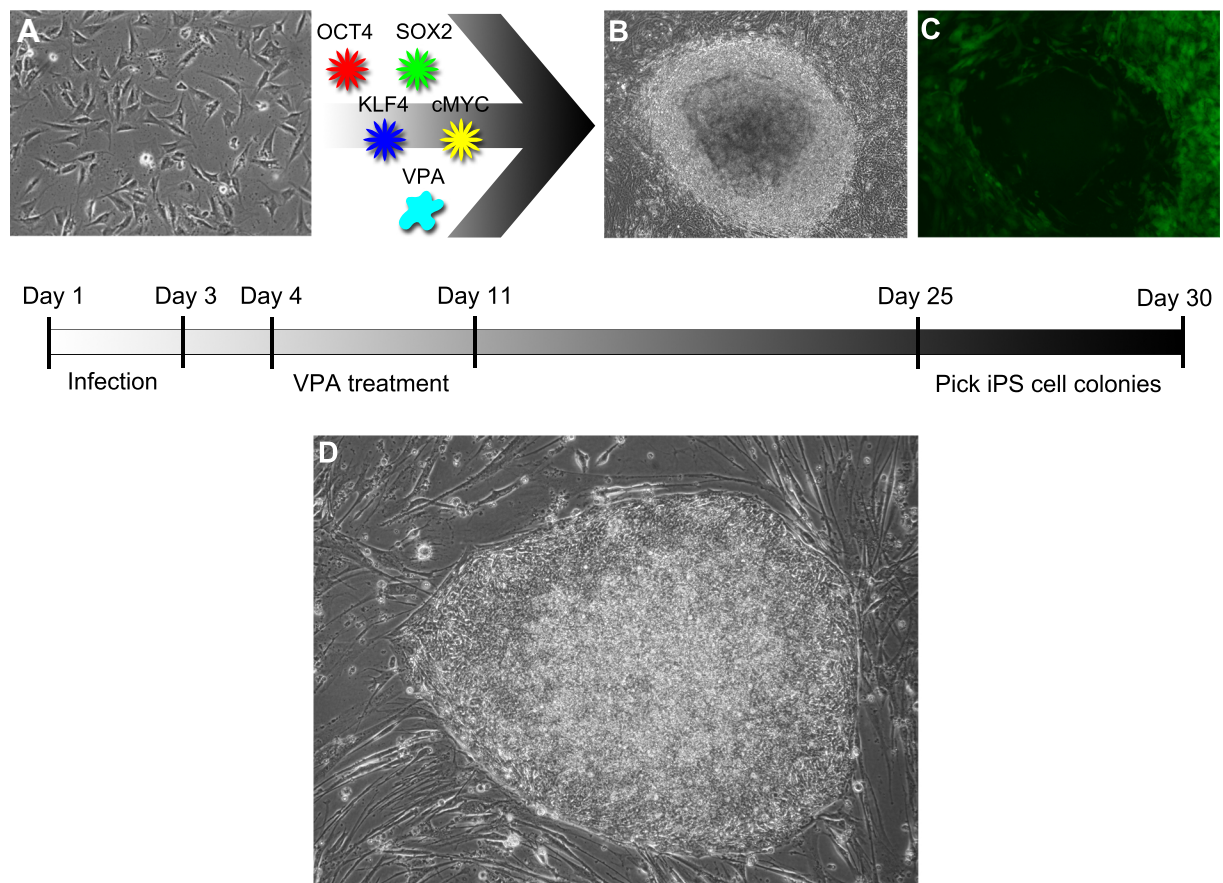 A
OCT4 SOX2
KLF4 cMYC
VPA
B
C
Day 1 Day 3 Day 4 Day 11 Day 25 Day 30
Infection VPA treatment Pick iPS cell colonies
D